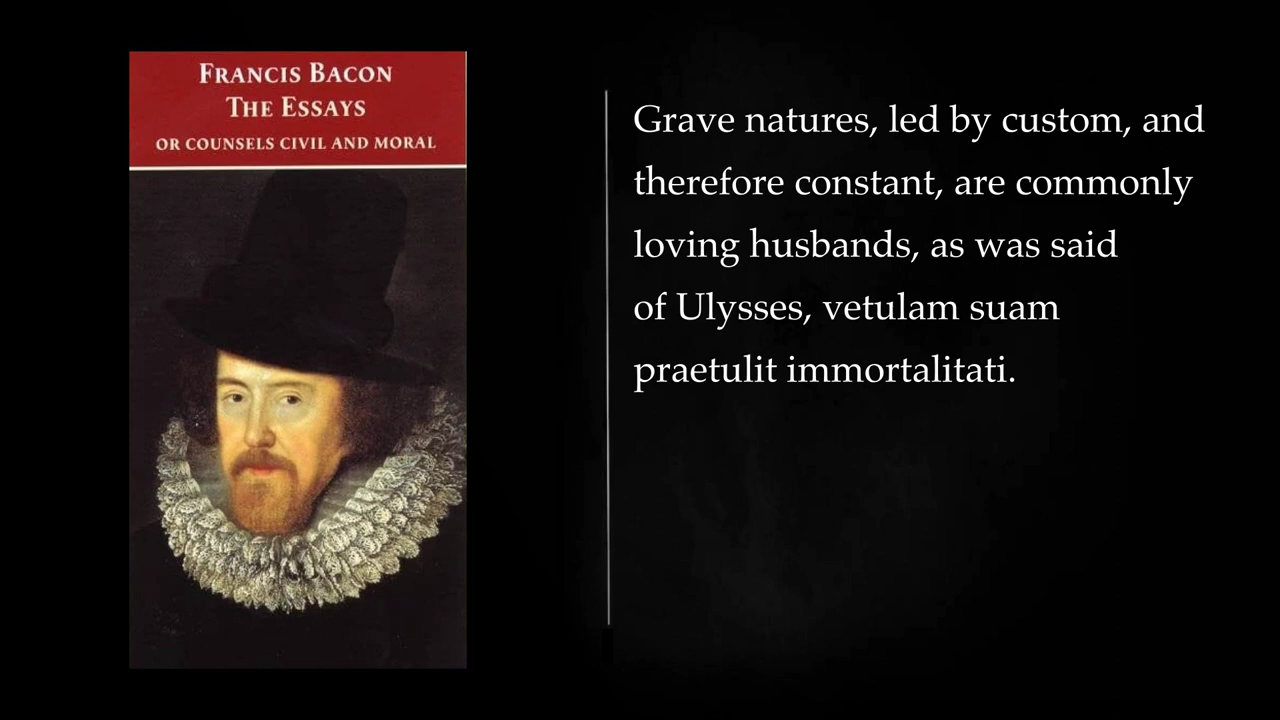 FRANCIS BACON
THE ESSAYS
OR COUNSELS CIVIL AND MORAL
Grave natures, led by custom, and
therefore constant, are commonly
loving husbands, as was said
of Ulysses, vetulam suam
praetulit immortalitati.